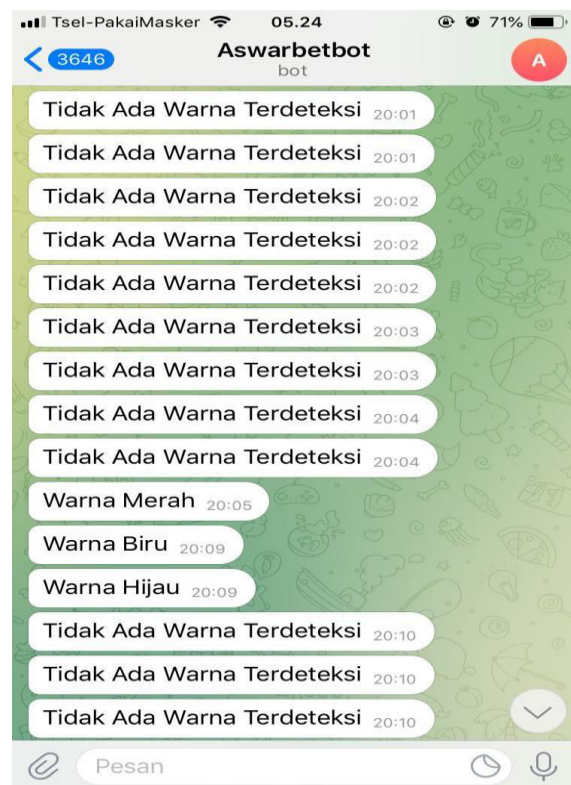 Tsel-PakaiMasker 05.24 71%
3646 Aswarbetbot A
bot
Tidak Ada Warna Terdeteksi 20:01
Tidak Ada Warna Terdeteksi 20:01
Tidak Ada Warna Terdeteksi 20:02
Tidak Ada Warna Terdeteksi 20:02
Tidak Ada Warna Terdeteksi 20:02
Tidak Ada Warna Terdeteksi 20:03
Tidak Ada Warna Terdeteksi 20:03
Tidak Ada Warna Terdeteksi 20:04
Tidak Ada Warna Terdeteksi 20:04
Warna Merah 20:05
Warna Biru 20:09
Warna Hijau 20:09
Tidak Ada Warna Terdeteksi 20:10
Tidak Ada Warna Terdeteksi 20:10
Tidak Ada Warna Terdeteksi 20:10
Pesan